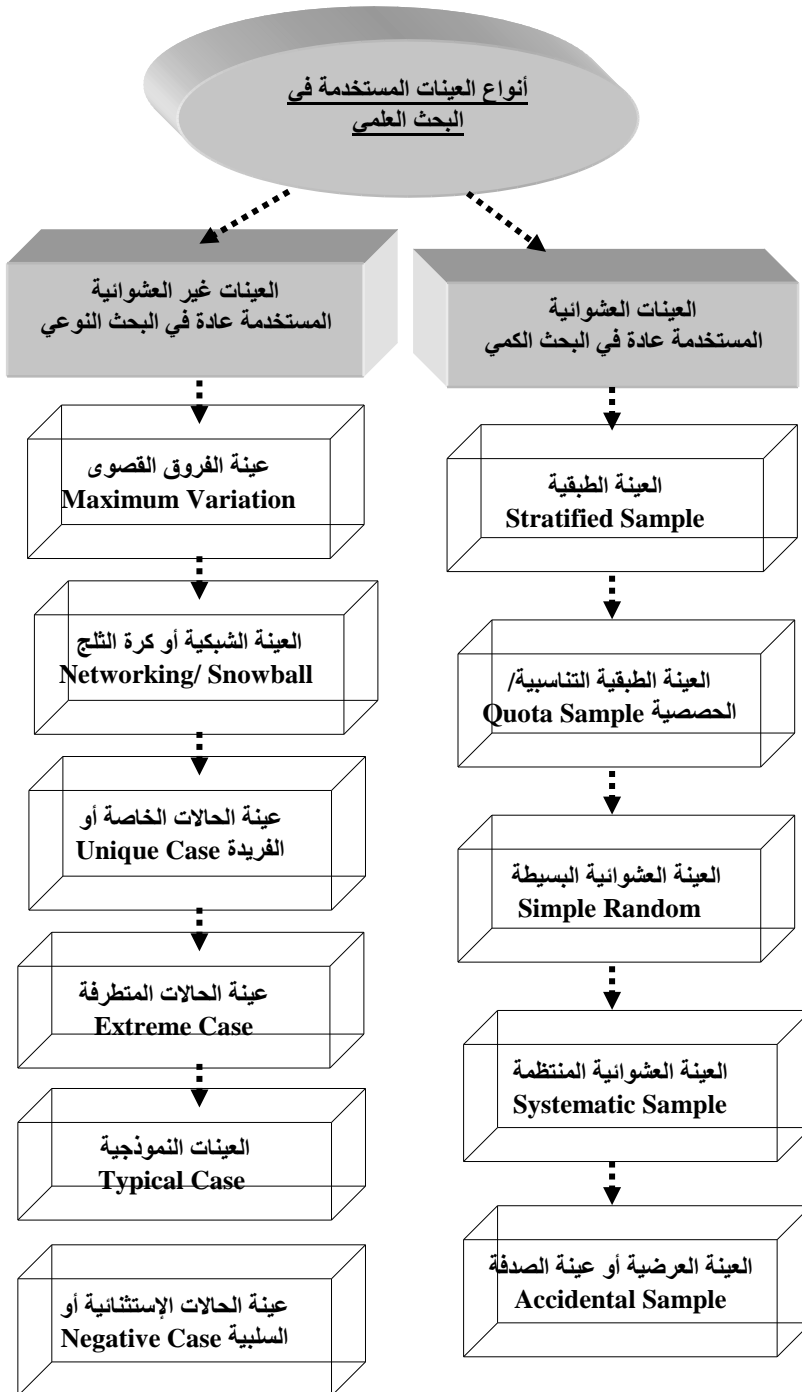 أنواع العينات المستخدمة في
البحث العلمي
العينات العشوائية
المستخدمة عادة في البحث الكمي
العينة الطبقية
Stratified Sample
العينة الطبقية التناسبية/
الحصصية Quota Sample
العينة العشوائية البسيطة
Simple Random
العينة العشوائية المنتظمة
Systematic Sample
العينة العرضية أو عينة الصدفة
Accidental Sample
العينات غير العشوائية
المستخدمة عادة في البحث النوعي
عينة الفروق القصوى
Maximum Variation
العينة الشبكية أو كرة الثلج
Networking/ Snowball
عينة الحالات الخاصة أو
الفريدة Unique Case
عينة الحالات المتطرفة
Extreme Case
العينات النموذجية
Typical Case
عينة الحالات الإستثنائية أو
السلبية Negative Case